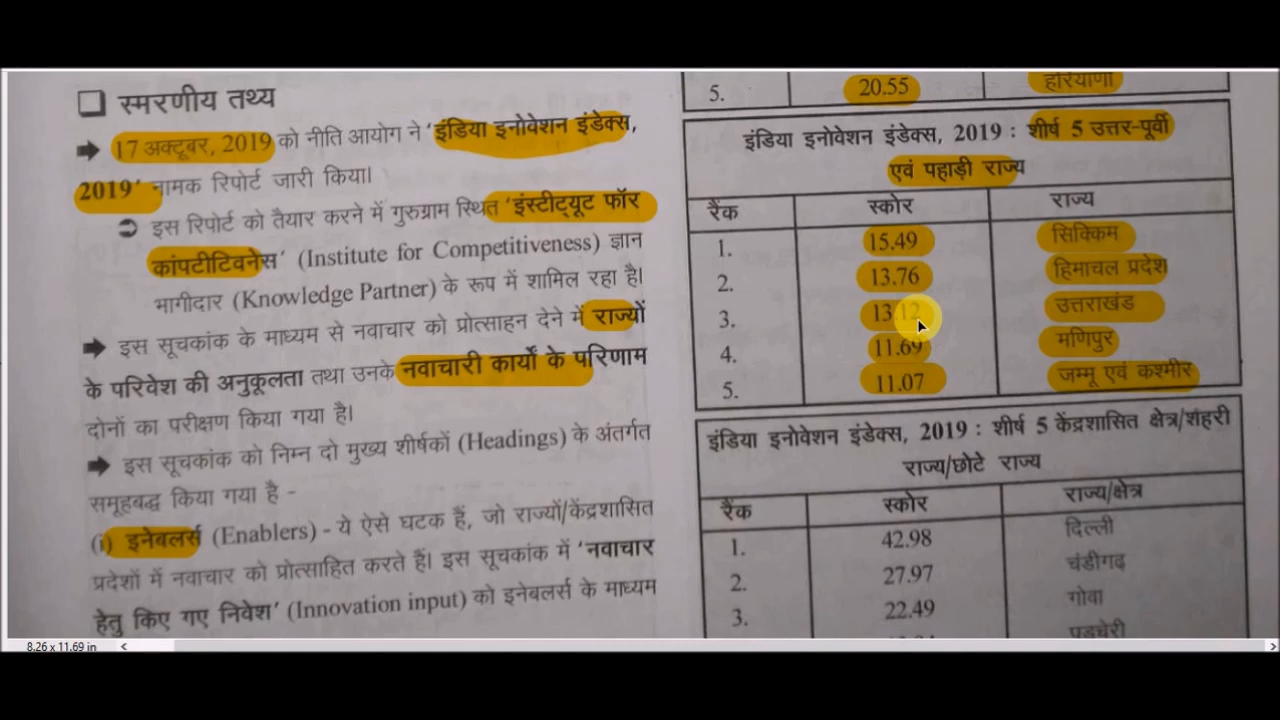 ❑ स्मरणीय तथ्य
➡ 17 अक्टूबर, 2019 को नीति आयोग ने 'इंडिया इनोवेशन इंडेक्स,
2019' नामक रिपोर्ट जारी किया।
➲ इस रिपोर्ट को तैयार करने में गुरुग्राम स्थित 'इंस्टीट्यूट फॉर
कांपटीटिवनेस' (Institute for Competitiveness) ज्ञान
भागीदार (Knowledge Partner) के रूप में शामिल रहा है।
➡ इस सूचकांक के माध्यम से नवाचार को प्रोत्साहन देने में राज्यों
के परिवेश की अनुकूलता तथा उनके नवाचारी कार्यों के परिणाम
दोनों का परीक्षण किया गया है।
➡ इस सूचकांक को निम्न दो मुख्य शीर्षकों (Headings) के अंतर्गत
समूहबद्ध किया गया है -
(i) इनेबलर्स (Enablers) - ये ऐसे घटक हैं, जो राज्यों/केंद्रशासित
प्रदेशों में नवाचार को प्रोत्साहित करते हैं। इस सूचकांक में 'नवाचार
हेतु किए गए निवेश' (Innovation input) को इनेबलर्स के माध्यम
5. 20.55 हरियाणा
इंडिया इनोवेशन इंडेक्स, 2019 : शीर्ष 5 उत्तर-पूर्वी
एवं पहाड़ी राज्य
रैंक स्कोर राज्य
1. 15.49 सिक्किम
2. 13.76 हिमाचल प्रदेश
3. 13.12 उत्तराखंड
4. 11.69 मणिपुर
5. 11.07 जम्मू एवं कश्मीर
इंडिया इनोवेशन इंडेक्स, 2019 : शीर्ष 5 केंद्रशासित क्षेत्र/शहरी
राज्य/छोटे राज्य
रैंक स्कोर राज्य/क्षेत्र
1. 42.98 दिल्ली
2. 27.97 चंडीगढ़
3. 22.49 गोवा
पुडुचेरी
8.26 x 11.69 in